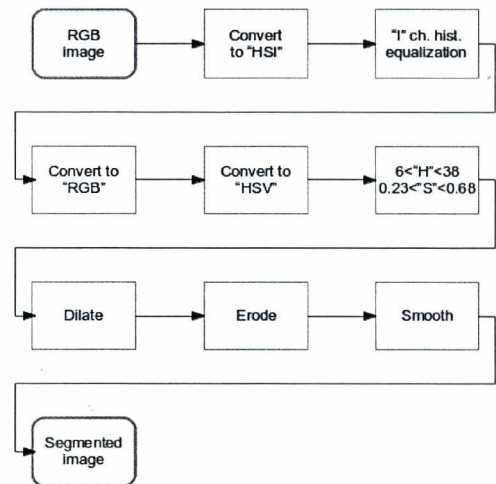 RGB
image
Convert
to "HSI"
"I" ch. hist.
equalization
Convert to
"RGB"
Convert to
"HSV"
6<"H"<38
0.23<"S"<0.68
Dilate
Erode
Smooth
Segmented
image